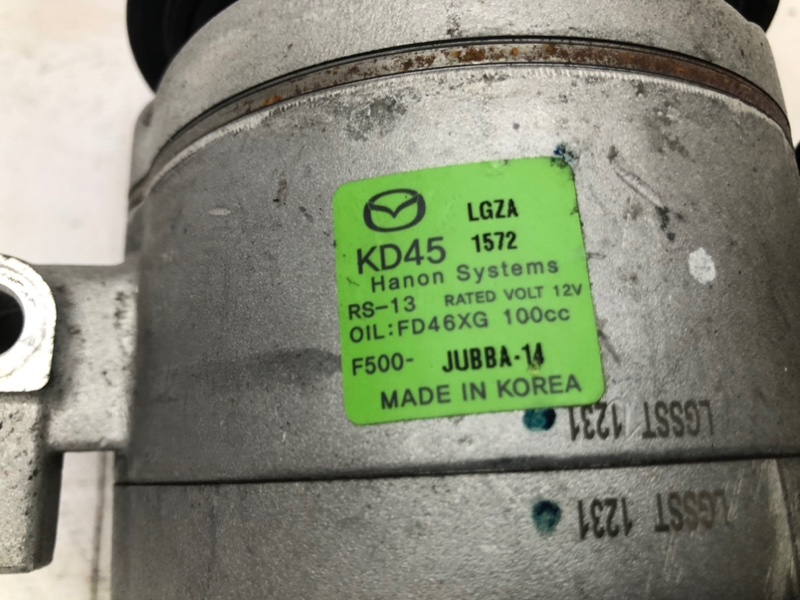 LGZA
KD45 1572
Hanon Systems
RS-13 RATED VOLT 12V
OIL:FD46XG 100cc
F500- JUBBA-14
MADE IN KOREA
LGSST 1231
LGSST 1231